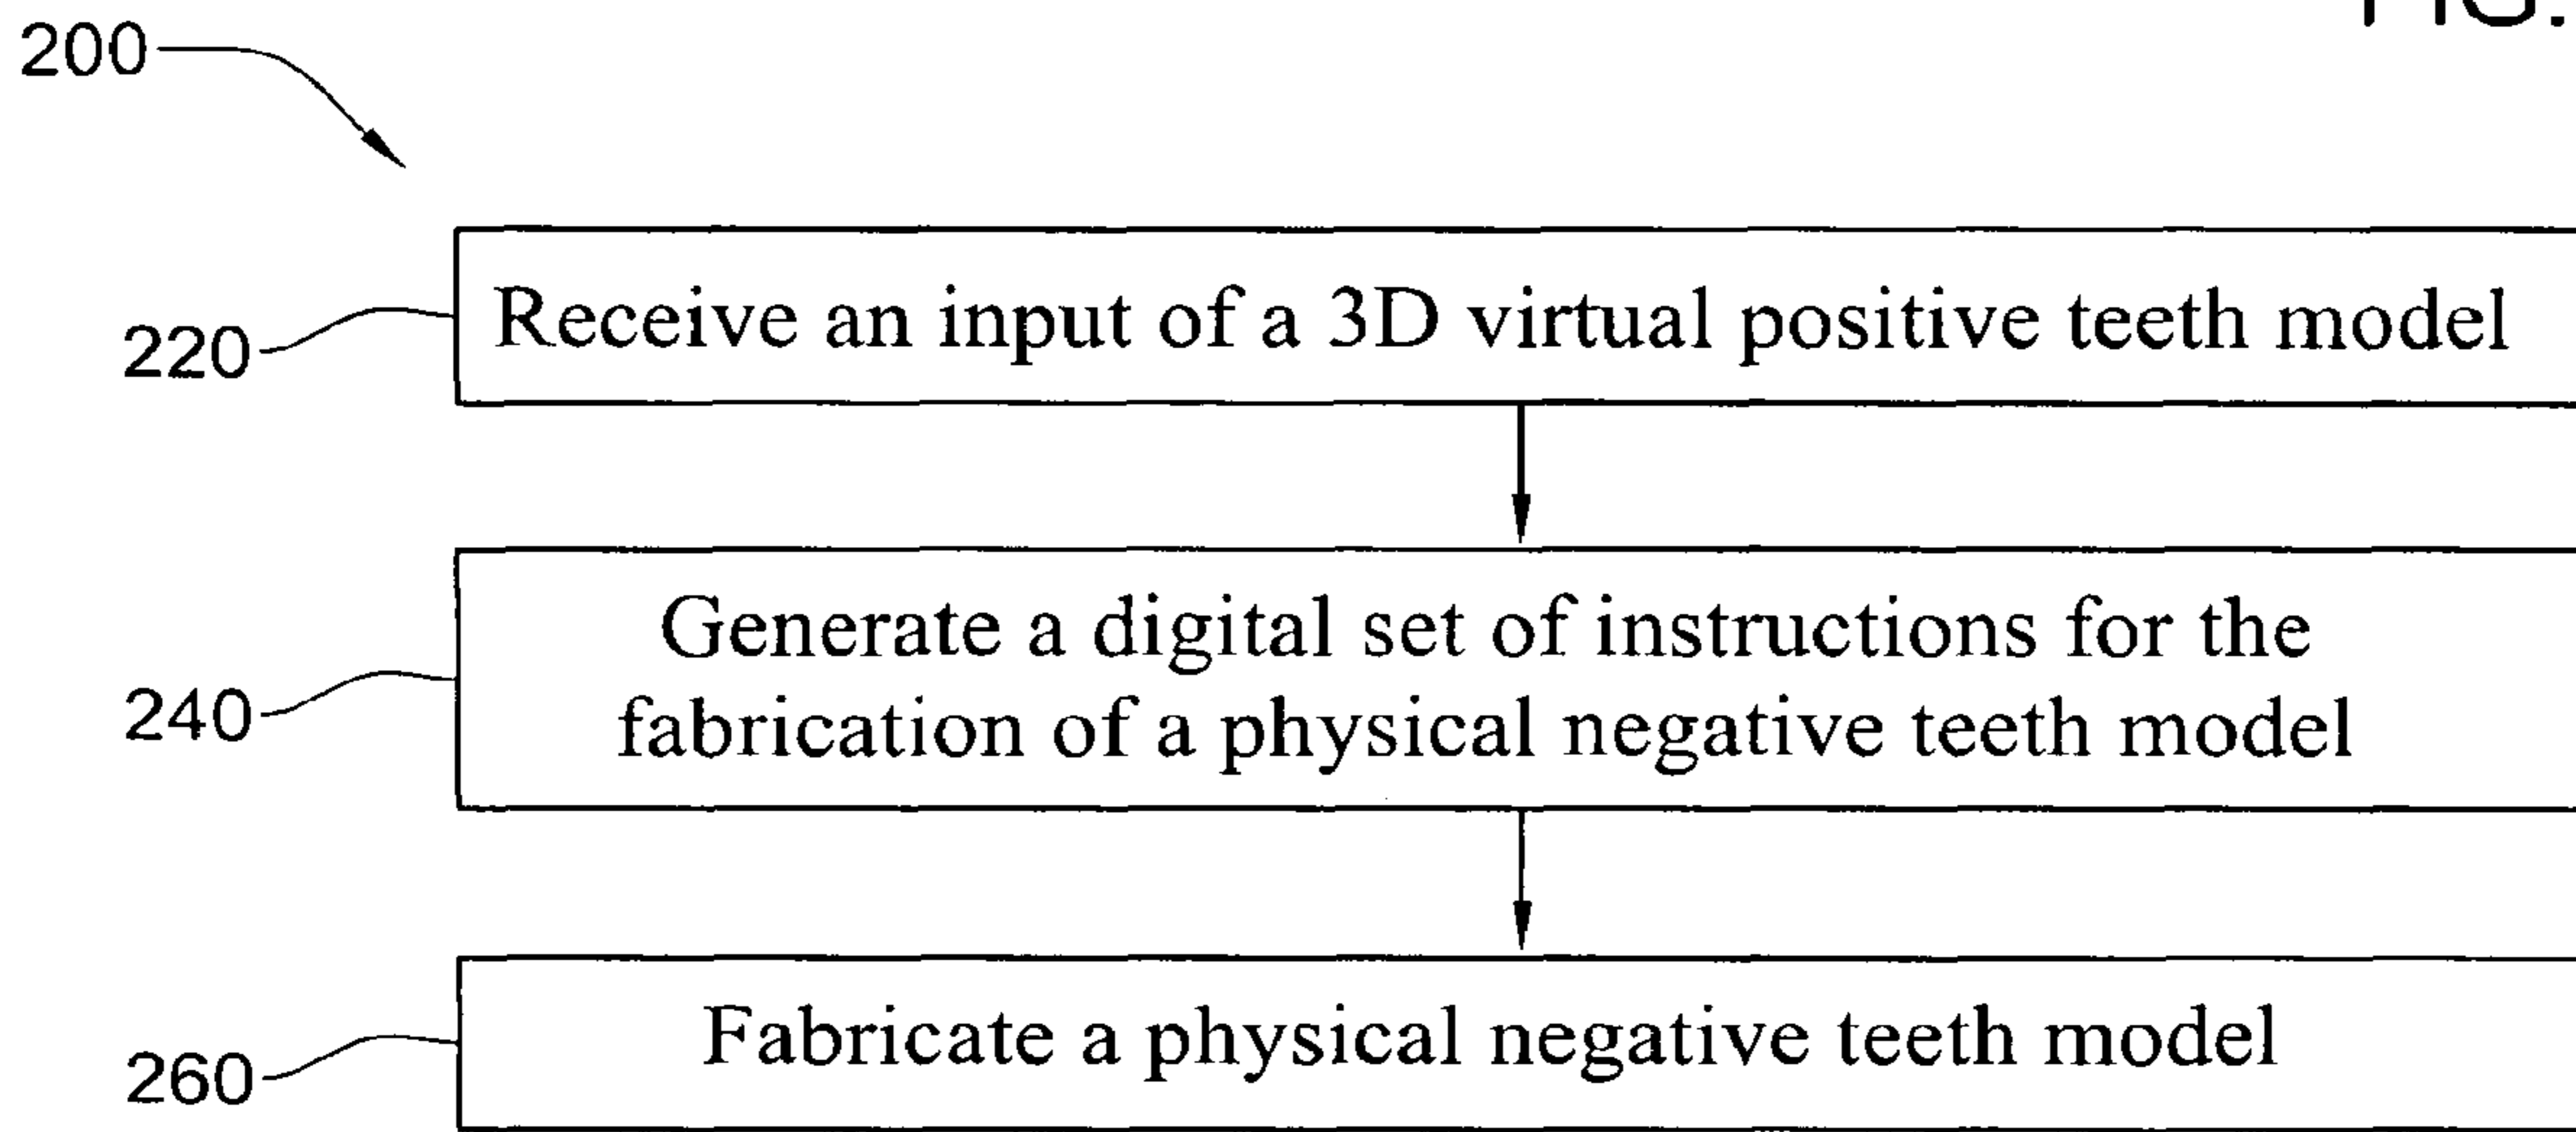 FIG.
200
220
Receive an input of a 3D virtual positive teeth model
240
Generate a digital set of instructions for the
fabrication of a physical negative teeth model
260
Fabricate a physical negative teeth model